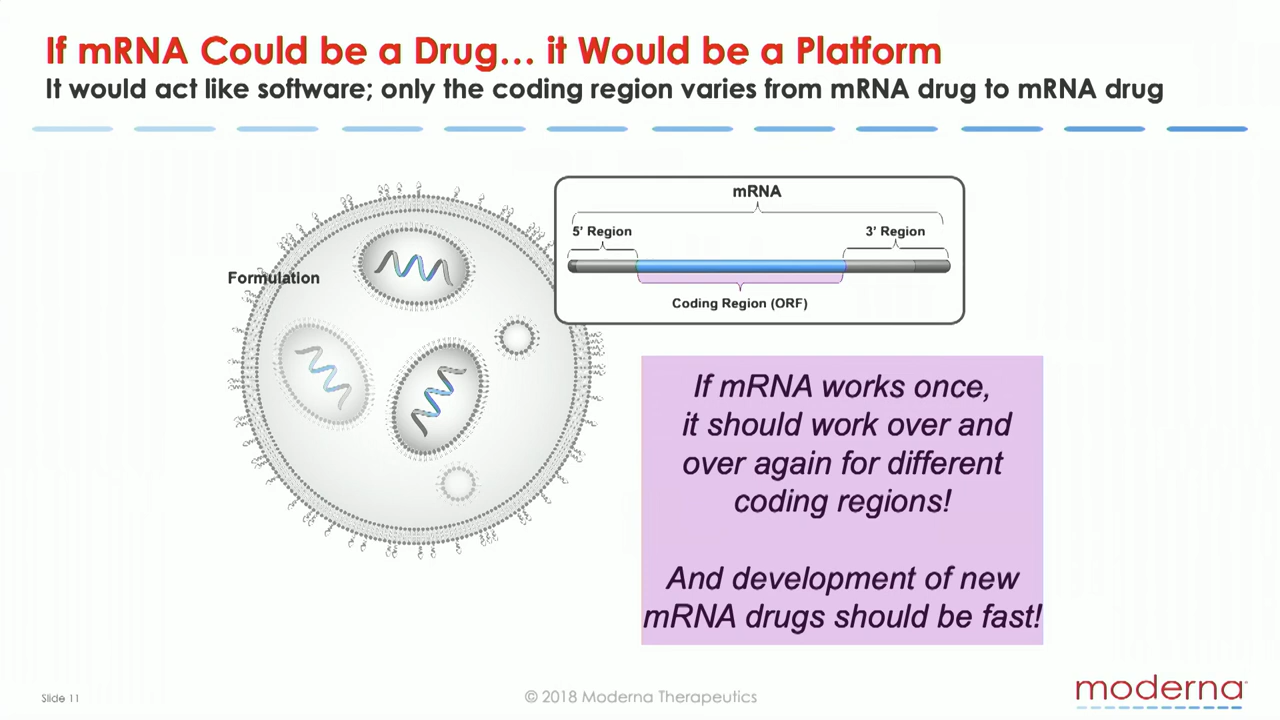 If mRNA Could be a Drug... it Would be a Platform
It would act like software; only the coding region varies from mRNA drug to mRNA drug
mRNA
5' Region
3' Region
Coding Region (ORF)
Formulation
If mRNA works once,
it should work over and
over again for different
coding regions!
And development of new
mRNA drugs should be fast!
Slide 11
© 2018 Moderna Therapeutics
moderna